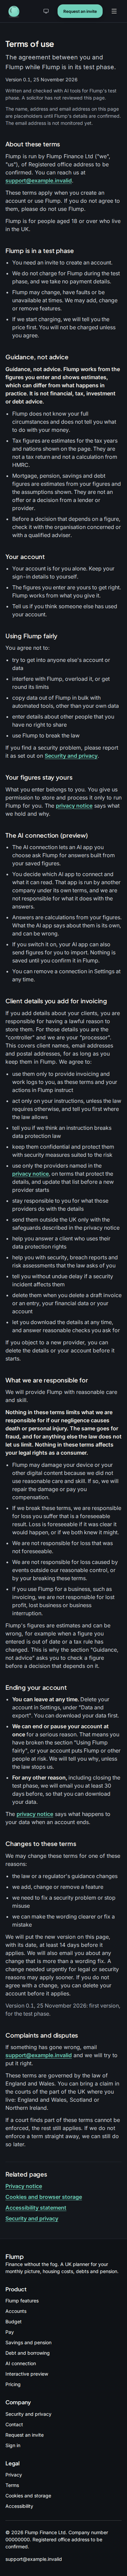 Request an invite
Terms of use
The agreement between you and
Flump while Flump is in its test phase.
Version 0.1, 25 November 2026
Written and checked with AI tools for Flump's test
phase. A solicitor has not reviewed this page.
The name, address and email address on this page
are placeholders until Flump's details are confirmed.
The email address is not monitored yet.
About these terms
Flump is run by Flump Finance Ltd ("we",
"us"). Registered office address to be
confirmed. You can reach us at
support@example.invalid.
These terms apply when you create an
account or use Flump. If you do not agree to
them, please do not use Flump.
Flump is for people aged 18 or over who live
in the UK.
Flump is in a test phase
You need an invite to create an account.
We do not charge for Flump during the test
phase, and we take no payment details.
Flump may change, have faults or be
unavailable at times. We may add, change
or remove features.
If we start charging, we will tell you the
price first. You will not be charged unless
you agree.
Guidance, not advice
Guidance, not advice. Flump works from the
figures you enter and shows estimates,
which can differ from what happens in
practice. It is not financial, tax, investment
or debt advice.
Flump does not know your full
circumstances and does not tell you what
to do with your money.
Tax figures are estimates for the tax years
and nations shown on the page. They are
not a tax return and not a calculation from
HMRC.
Mortgage, pension, savings and debt
figures are estimates from your figures and
the assumptions shown. They are not an
offer or a decision from a lender or
provider.
Before a decision that depends on a figure,
check it with the organisation concerned or
with a qualified adviser.
Your account
Your account is for you alone. Keep your
sign-in details to yourself.
The figures you enter are yours to get right.
Flump works from what you give it.
Tell us if you think someone else has used
your account.
Using Flump fairly
You agree not to:
try to get into anyone else's account or
data
interfere with Flump, overload it, or get
round its limits
copy data out of Flump in bulk with
automated tools, other than your own data
enter details about other people that you
have no right to share
use Flump to break the law
If you find a security problem, please report
it as set out on Security and privacy.
Your figures stay yours
What you enter belongs to you. You give us
permission to store and process it only to run
Flump for you. The privacy notice says what
we hold and why.
The AI connection (preview)
The AI connection lets an AI app you
choose ask Flump for answers built from
your saved figures.
You decide which AI app to connect and
what it can read. That app is run by another
company under its own terms, and we are
not responsible for what it does with the
answers.
Answers are calculations from your figures.
What the AI app says about them is its own,
and can be wrong.
If you switch it on, your AI app can also
send figures for you to import. Nothing is
saved until you confirm it in Flump.
You can remove a connection in Settings at
any time.
Client details you add for invoicing
If you add details about your clients, you are
responsible for having a lawful reason to
store them. For those details you are the
"controller" and we are your "processor".
This covers client names, email addresses
and postal addresses, for as long as you
keep them in Flump. We agree to:
use them only to provide invoicing and
work logs to you, under these terms and your
actions in Flump instruct
act only on your instructions, unless the law
requires otherwise, and tell you first where
the law allows
tell you if we think an instruction breaks
data protection law
keep them confidential and protect them
with security measures suited to the risk
use only the providers named in the
privacy notice, on terms that protect the
details, and update that list before a new
provider starts
stay responsible to you for what those
providers do with the details
send them outside the UK only with the
safeguards described in the privacy notice
help you answer a client who uses their
data protection rights
help you with security, breach reports and
risk assessments that the law asks of you
tell you without undue delay if a security
incident affects them
delete them when you delete a draft invoice
or an entry, your financial data or your
account
let you download the details at any time,
and answer reasonable checks you ask for
If you object to a new provider, you can
delete the details or your account before it
starts.
What we are responsible for
We will provide Flump with reasonable care
and skill.
Nothing in these terms limits what we are
responsible for if our negligence causes
death or personal injury. The same goes for
fraud, and for anything else the law does not
let us limit. Nothing in these terms affects
your legal rights as a consumer.
If Flump may damage your device or your
other digital content because we did not
use reasonable care and skill. If so, we will
repair the damage or pay you
compensation.
If we break these terms, we are responsible
for loss you suffer that is a foreseeable
result. Loss is foreseeable if it was clear it
would happen, or if we both knew it might.
We are not responsible for loss that was
not foreseeable.
We are not responsible for loss caused by
events outside our reasonable control, or
by you breaking these terms.
If you use Flump for a business, such as
invoicing, we are not responsible for lost
profit, lost business or business
interruption.
Flump's figures are estimates and can be
wrong, for example when a figure you
entered is out of date or a tax rule has
changed. This is why the section "Guidance,
not advice" asks you to check a figure
before a decision that depends on it.
Ending your account
You can leave at any time. Delete your
account in Settings, under "Data and
export". You can download your data first.
We can end or pause your account at
once for a serious reason. That means you
have broken the section "Using Flump
fairly", or your account puts Flump or other
people at risk. We will tell you why, unless
the law stops us.
For any other reason, including closing the
test phase, we will email you at least 30
days before, so that you can download
your data.
The privacy notice says what happens to
your data when an account ends.
Changes to these terms
We may change these terms for one of these
reasons:
the law or a regulator's guidance changes
we add, change or remove a feature
we need to fix a security problem or stop
misuse
we can make the wording clearer or fix a
mistake
We will put the new version on this page,
with its date, at least 14 days before it
applies. We will also email you about any
change that is more than a wording fix. A
change needed urgently for legal or security
reasons may apply sooner. If you do not
agree with a change, you can close your
account before it applies.
Version 0.1, 25 November 2026: first version,
for the test phase.
Complaints and disputes
If something has gone wrong, email
support@example.invalid and we will try to
put it right.
These terms are governed by the law of
England and Wales. You can bring a claim in
the courts of the part of the UK where you
live: England and Wales, Scotland or
Northern Ireland.
If a court finds part of these terms cannot be
enforced, the rest still applies. If we do not
enforce a term straight away, we can still do
so later.
Related pages
Privacy notice
Cookies and browser storage
Accessibility statement
Security and privacy
Flump
Finance without the fog. A UK planner for your
monthly picture, housing costs, debts and pension.
Product
Flump features
Accounts
Budget
Pay
Savings and pension
Debt and borrowing
AI connection
Interactive preview
Pricing
Company
Security and privacy
Contact
Request an invite
Sign in
Legal
Privacy
Terms
Cookies and storage
Accessibility
© 2026 Flump Finance Ltd. Company number
00000000. Registered office address to be
confirmed.
support@example.invalid